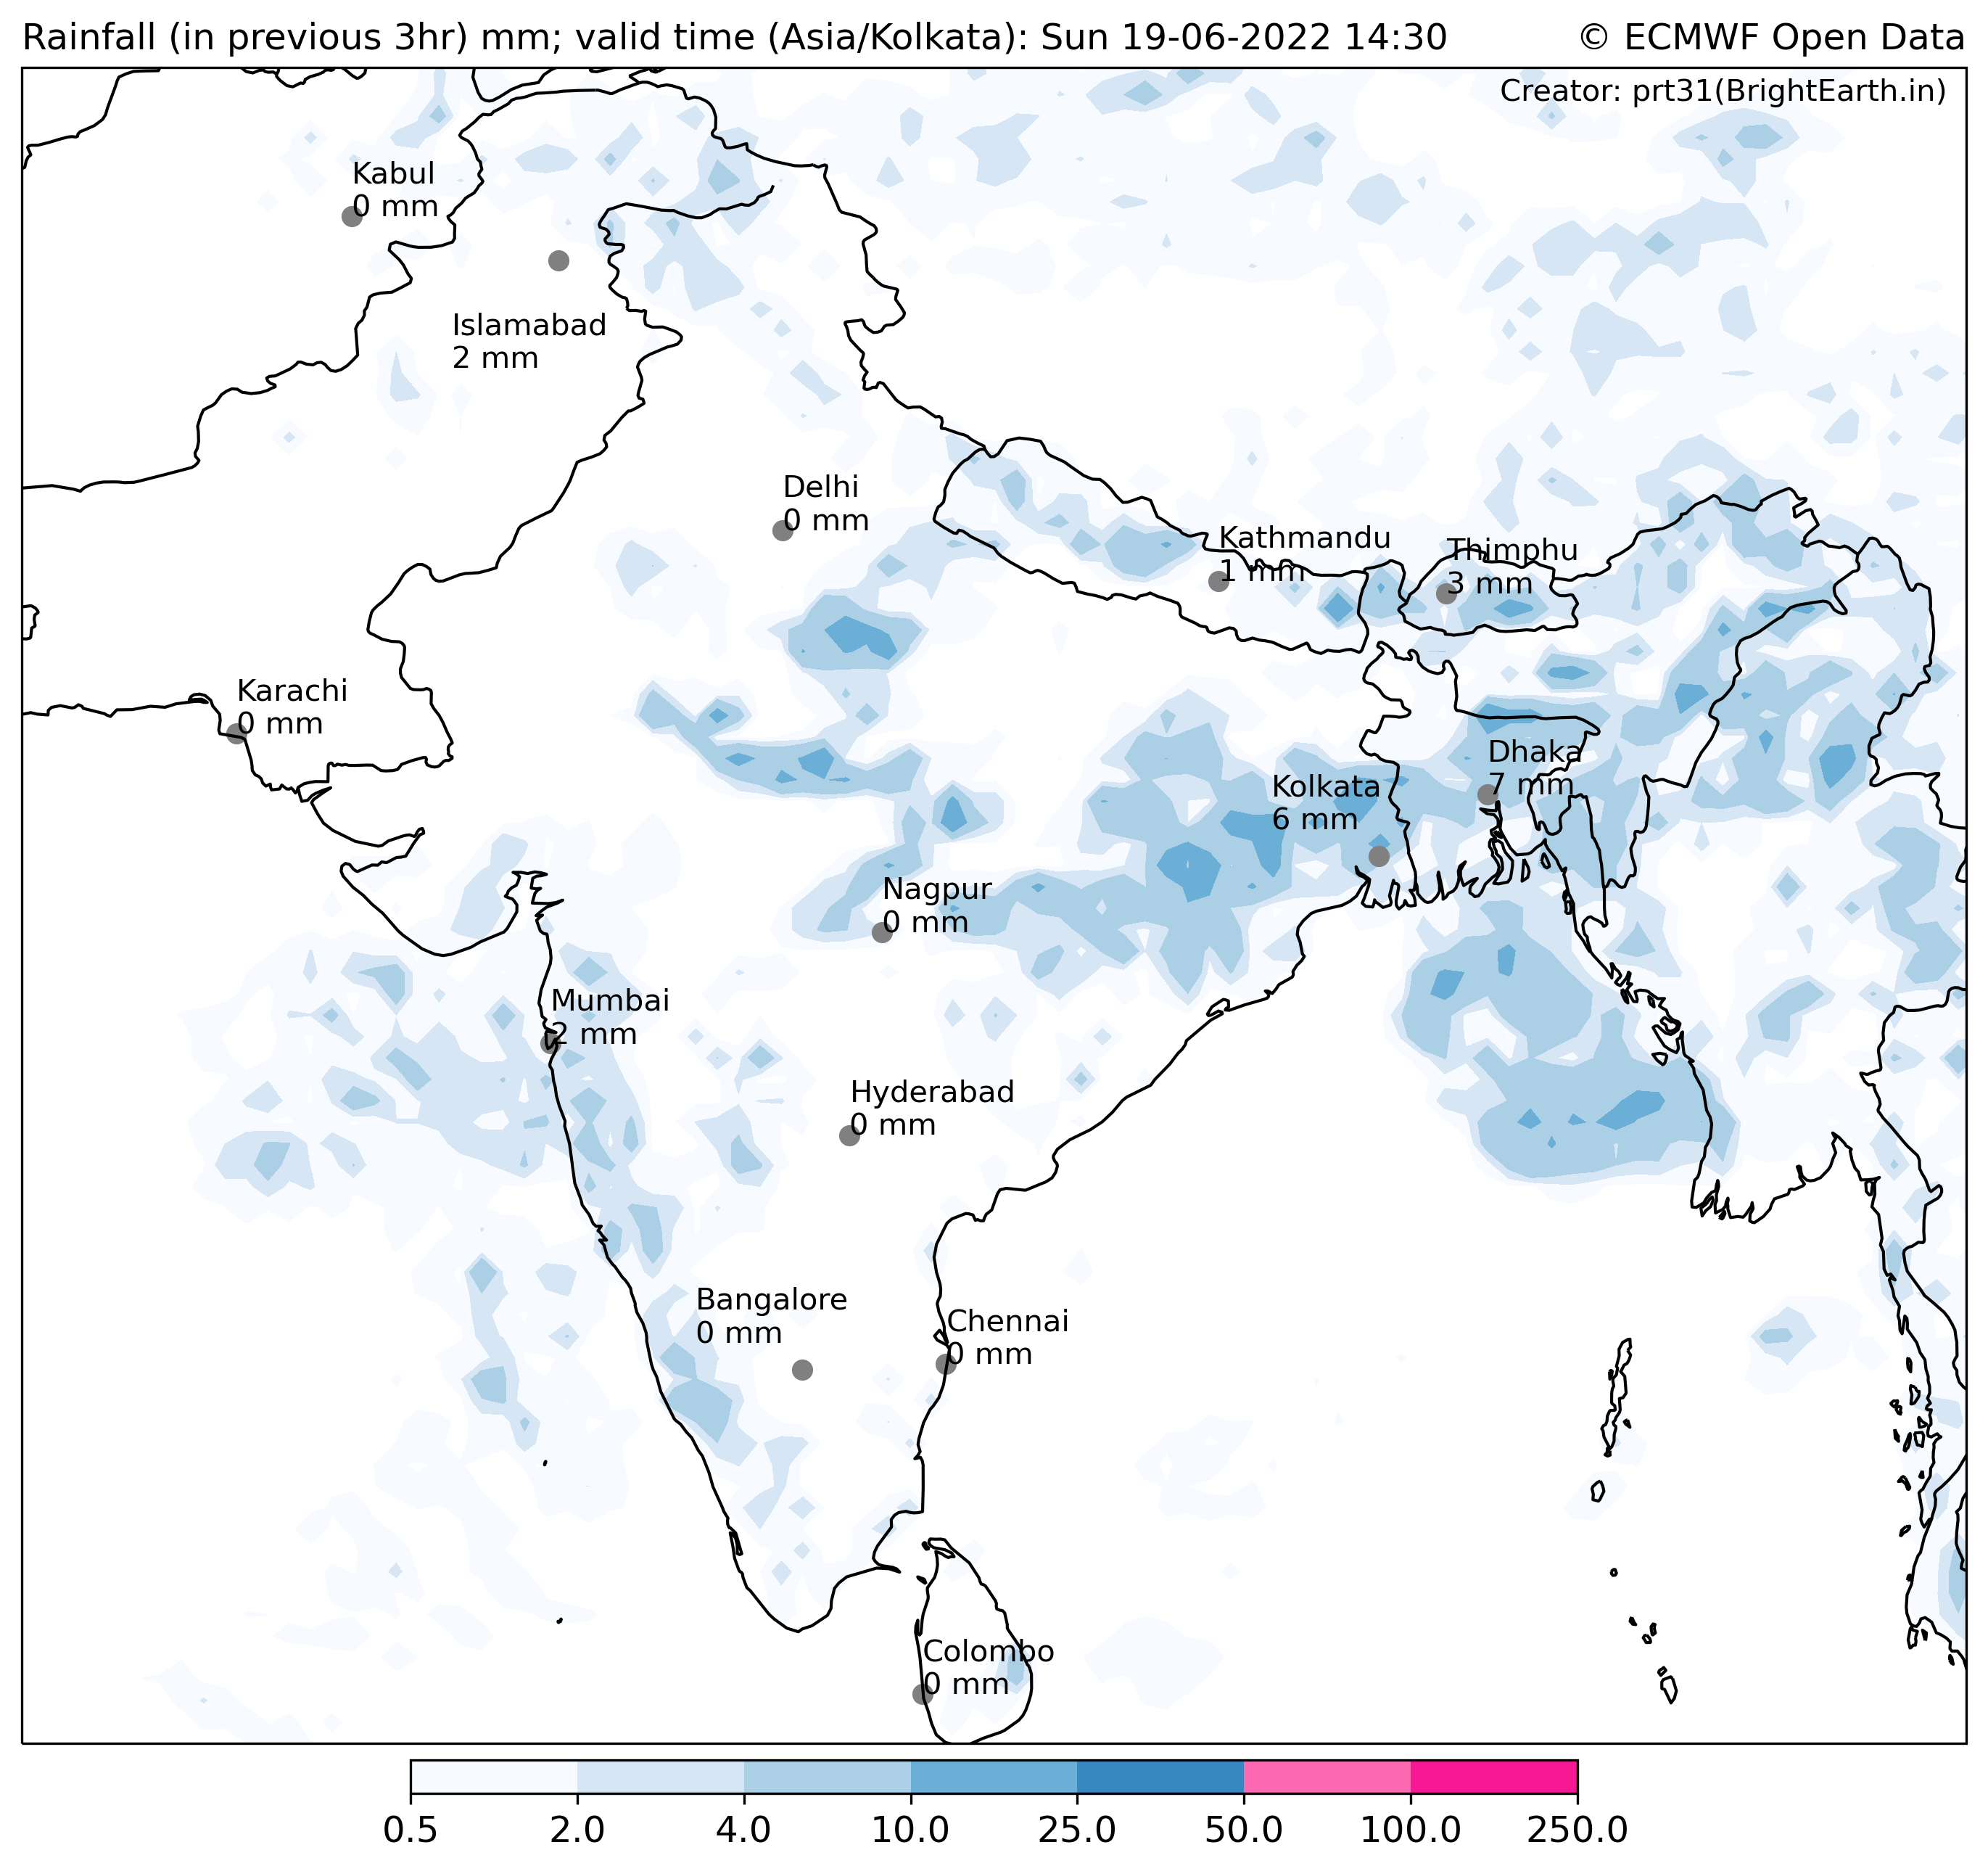 Rainfall (in previous 3hr) mm; valid time (Asia/Kolkata): Sun 19-06-2022 14:30
© ECMWF Open Data
Creator: prt31(BrightEarth.in)
Kabul
0 mm
Islamabad
2 mm
Delhi
0 mm
Kathmandu
1 mm
Thimphu
3 mm
Karachi
0 mm
Dhaka
7 mm
Kolkata
6 mm
Nagpur
0 mm
Mumbai
2 mm
Hyderabad
0 mm
Bangalore
0 mm
Chennai
0 mm
Colombo
0 mm
0.5
2.0
4.0
10.0
25.0
50.0
100.0
250.0